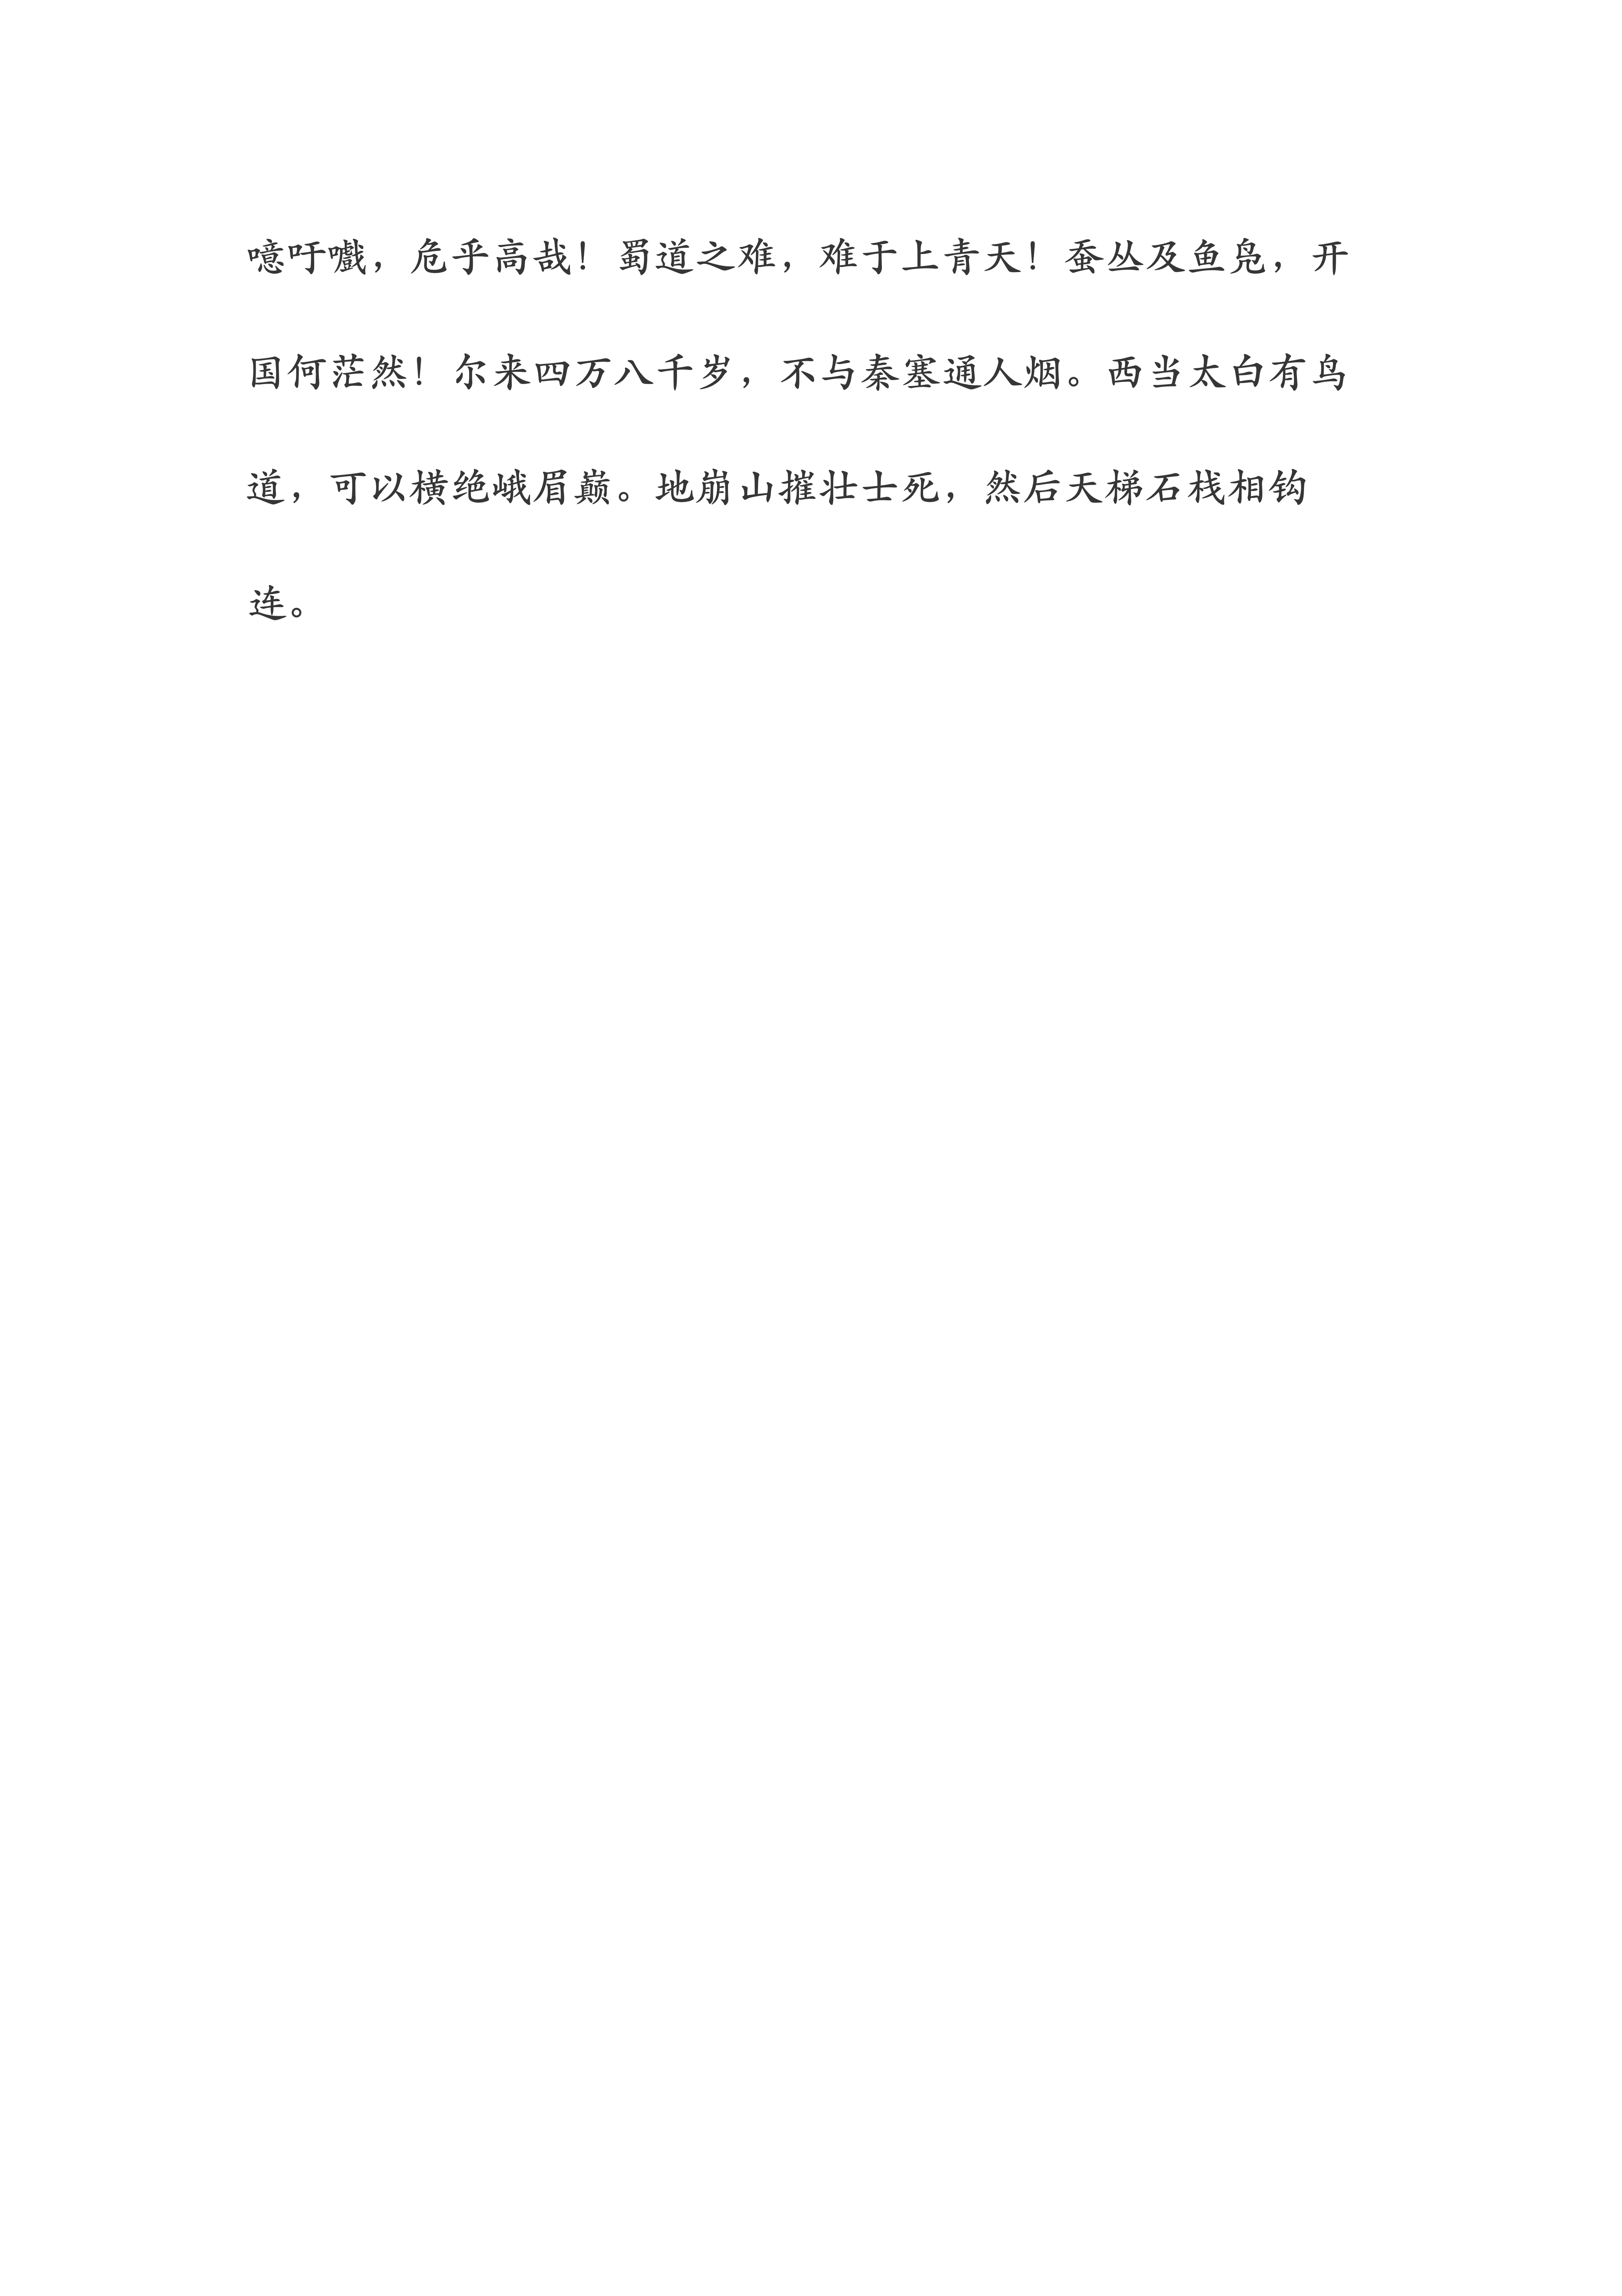 噫吁嚱，危乎高哉！蜀道之难，难于上青天！蚕丛及鱼凫，开
国何茫然！尔来四万八千岁，不与秦塞通人烟。西当太白有鸟
道，可以横绝峨眉巅。地崩山摧壮士死，然后天梯石栈相钩
连。